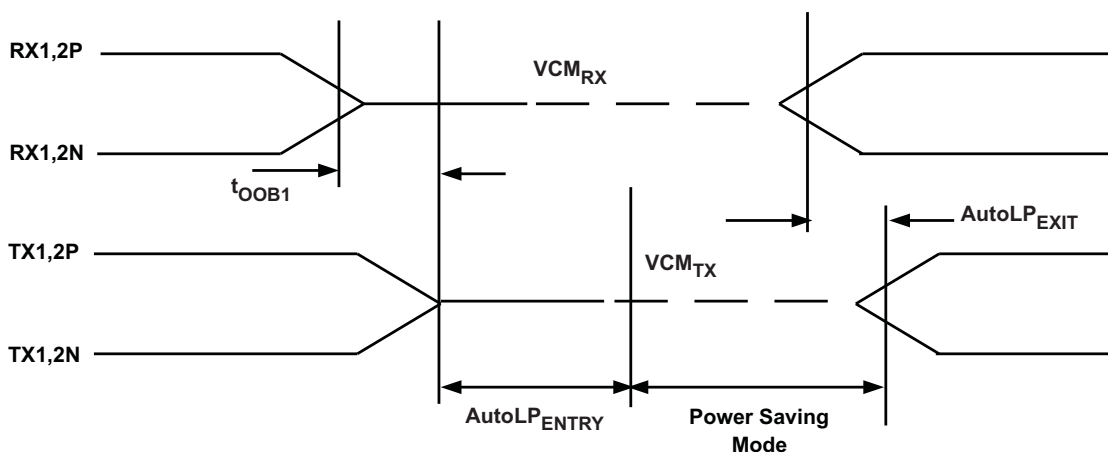 RX1,2P
VCMRX
RX1,2N
tOOB1
AutoLPEXIT
TX1,2P
VCMTX
TX1,2N
AutoLPENTRY
Power Saving
Mode